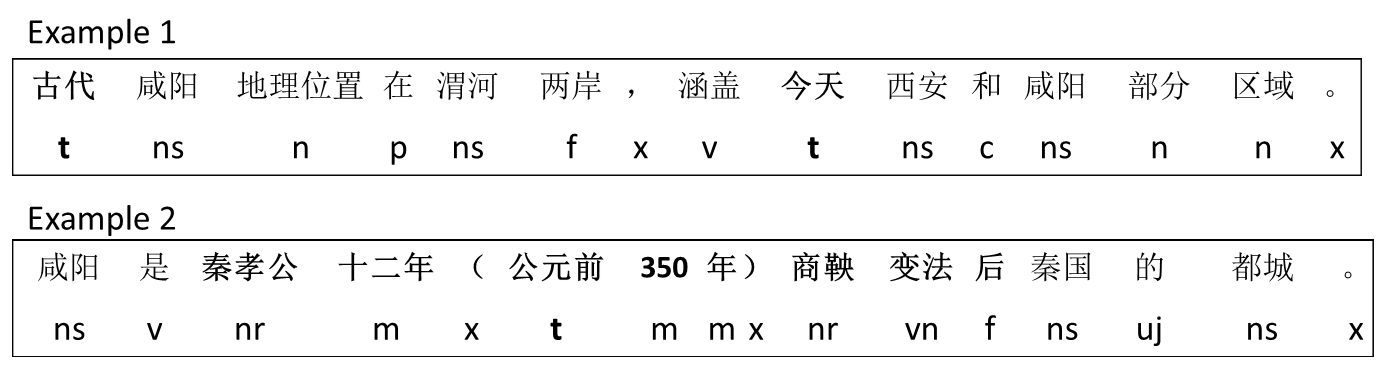 Example 1
古代 咸阳 地理位置 在 渭河 两岸 ， 涵盖 今天 西安 和 咸阳 部分 区域 。
t ns n p ns f x v t ns c ns n n x
Example 2
咸阳 是 秦孝公 十二年 （ 公元前 350 年 ） 商鞅 变法 后 秦国 的 都城 。
ns v nr m x t m m x nr vn f ns uj ns x